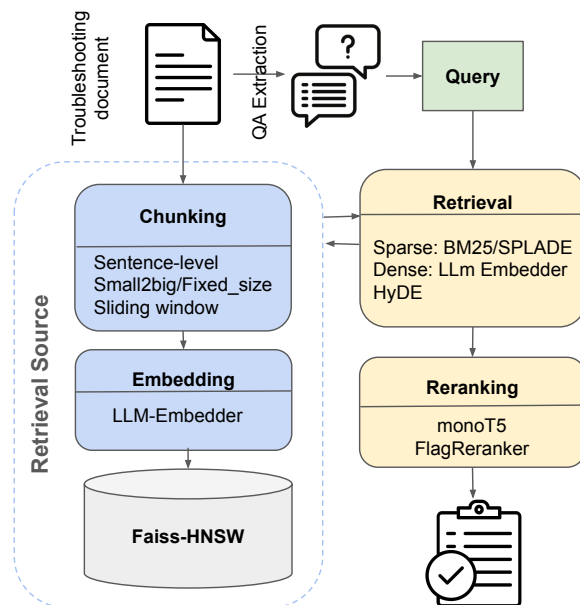 Troubleshooting
document
QA Extraction
?
Query
Retrieval Source
Chunking
Sentence-level
Small2big/Fixed_size
Sliding window
Embedding
LLM-Embedder
Faiss-HNSW
Retrieval
Sparse: BM25/SPLADE
Dense: LLm Embedder
HyDE
Reranking
monoT5
FlagReranker